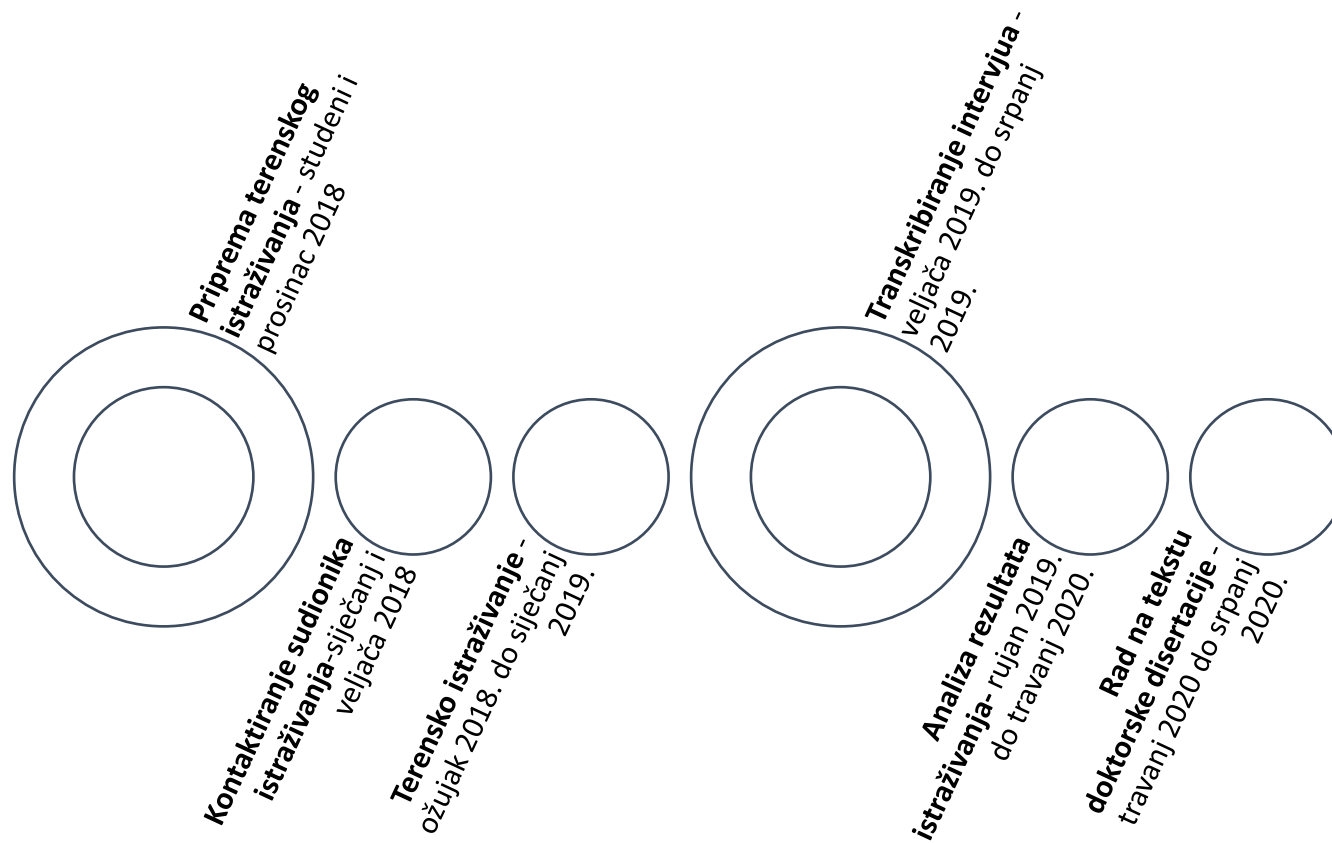 Priprema terenskog
istraživanja - studeni i
prosinac 2018
Kontaktiranje sudionika
istraživanja-siječanj i
veljača 2018
Terensko istraživanje -
ožujak 2018. do siječanj
2019.
Transkribiranje intervjua -
veljača 2019. do srpanj
2019.
Analiza rezultata
istraživanja- rujan 2019.
do travanj 2020.
Rad na tekstu
doktorske disertacije -
travanj 2020 do srpanj
2020.